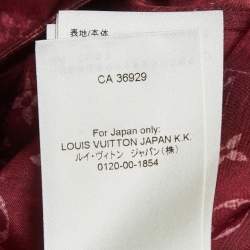 表地/本体
CA 36929
For Japan only:
LOUIS VUITTON JAPAN K.K.
ルイ・ヴィトン ジャパン(株)
0120-00-1854